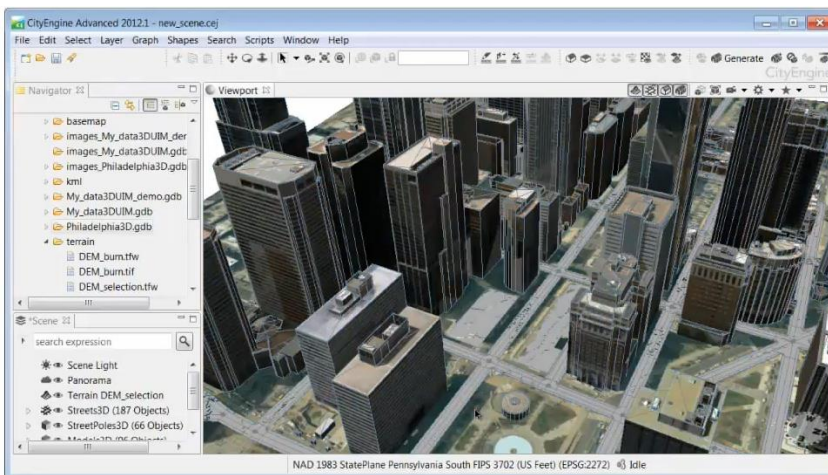 CityEngine Advanced 2012.1 - new_scene.cej
File Edit Select Layer Graph Shapes Search Scripts Window Help
Generate
CityEngine
Navigator
Viewport
basemap
images_My_data3DUIM_der
images_My_data3DUIM.gdb
images_Philadelphia3D.gdb
kml
My_data3DUIM_demo.gdb
My_data3DUIM.gdb
Philadelphia3D.gdb
terrain
DEM_burn.tfw
DEM_burn.tif
DEM_selection.tfw
*Scene
search expression
Scene Light
Panorama
Terrain DEM_selection
Streets3D (187 Objects)
StreetPoles3D (66 Objects)
Models3D (96 Objects)
NAD 1983 StatePlane Pennsylvania South FIPS 3702 (US Feet) (EPSG:2272) Idle